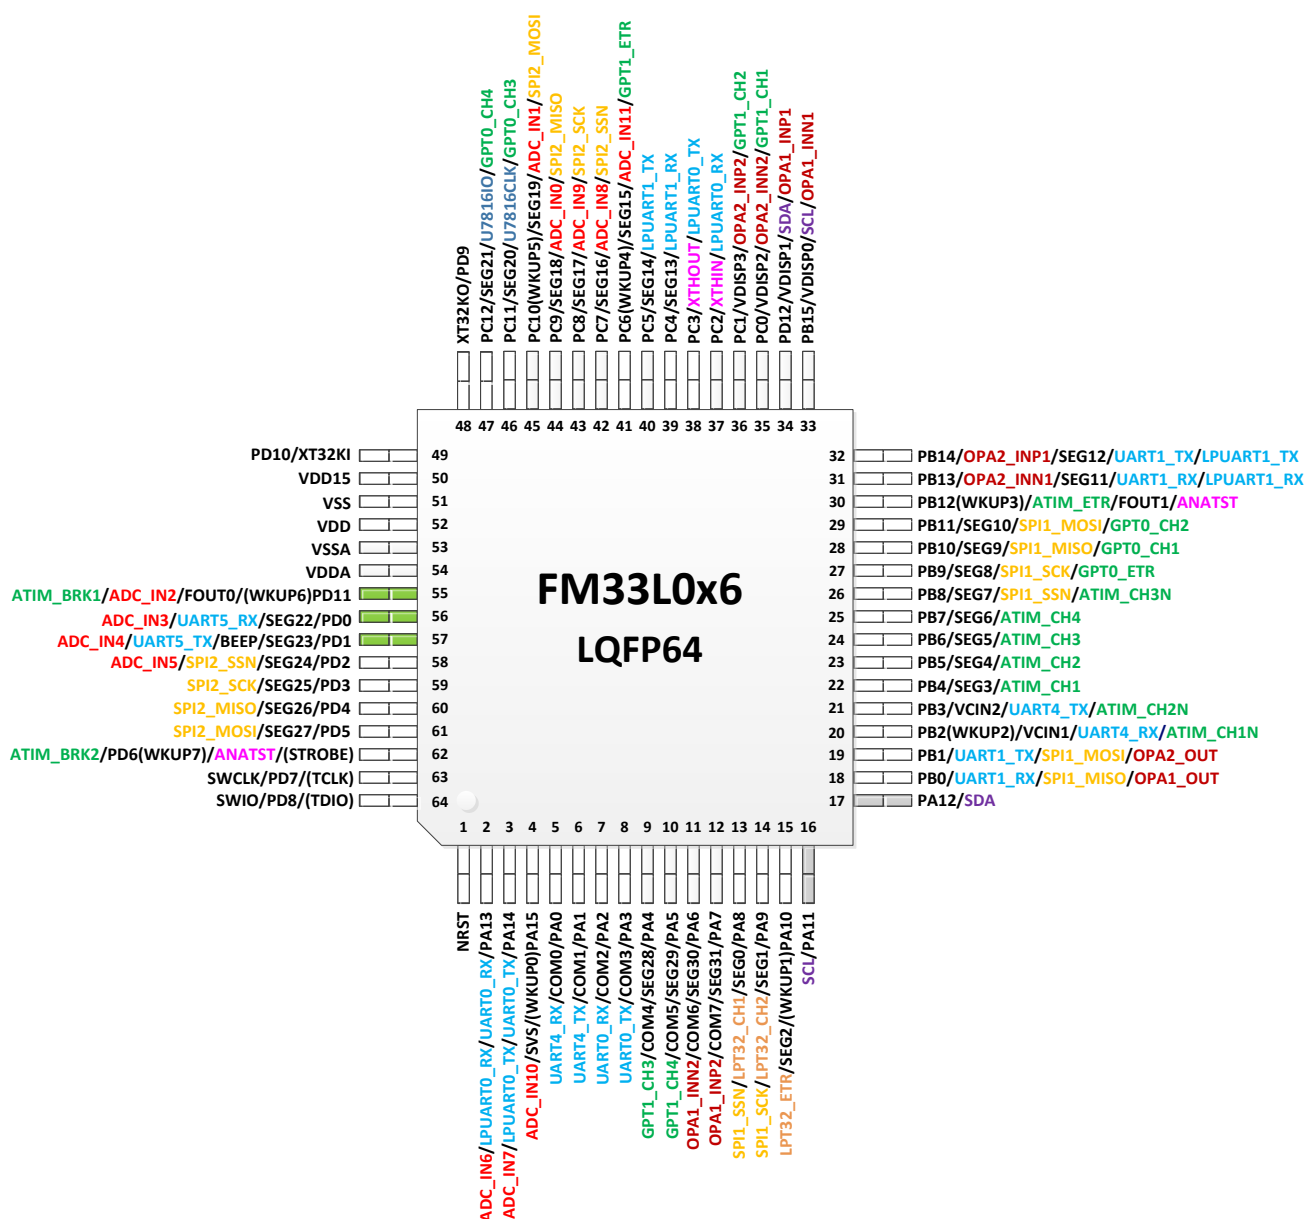 XT32KO/PD9
PC12/SEG21/U7816IO/GPT0_CH4
PC11/SEG20/U7816CLK/GPT0_CH3
PC10(WKUP5)/SEG19/ADC_IN1/SPI2_MOSI
PC9/SEG18/ADC_IN0/SPI2_MISO
PC8/SEG17/ADC_IN9/SPI2_SCK
PC7/SEG16/ADC_IN8/SPI2_SSN
PC6(WKUP4)/SEG15/ADC_IN11/GPT1_ETR
PC5/SEG14/LPUART1_TX
PC4/SEG13/LPUART1_RX
PC3/XTHOUT/LPUART0_TX
PC2/XTHIN/LPUART0_RX
PC1/VDISP3/OPA2_INP2/GPT1_CH2
PC0/VDISP2/OPA2_INN2/GPT1_CH1
PD12/VDISP1/SDA/OPA1_INP1
PB15/VDISP0/SCL/OPA1_INN1
48 47 46 45 44 43 42 41 40 39 38 37 36 35 34 33
PD10/XT32KI 49
VDD15 50
VSS 51
VDD 52
VSSA 53
VDDA 54
ATIM_BRK1/ADC_IN2/FOUT0/(WKUP6)PD11 55
ADC_IN3/UART5_RX/SEG22/PD0 56
ADC_IN4/UART5_TX/BEEP/SEG23/PD1 57
ADC_IN5/SPI2_SSN/SEG24/PD2 58
SPI2_SCK/SEG25/PD3 59
SPI2_MISO/SEG26/PD4 60
SPI2_MOSI/SEG27/PD5 61
ATIM_BRK2/PD6(WKUP7)/ANATST/(STROBE) 62
SWCLK/PD7/(TCLK) 63
SWIO/PD8/(TDIO) 64
FM33L0x6
LQFP64
32 PB14/OPA2_INP1/SEG12/UART1_TX/LPUART1_TX
31 PB13/OPA2_INN1/SEG11/UART1_RX/LPUART1_RX
30 PB12(WKUP3)/ATIM_ETR/FOUT1/ANATST
29 PB11/SEG10/SPI1_MOSI/GPT0_CH2
28 PB10/SEG9/SPI1_MISO/GPT0_CH1
27 PB9/SEG8/SPI1_SCK/GPT0_ETR
26 PB8/SEG7/SPI1_SSN/ATIM_CH3N
25 PB7/SEG6/ATIM_CH4
24 PB6/SEG5/ATIM_CH3
23 PB5/SEG4/ATIM_CH2
22 PB4/SEG3/ATIM_CH1
21 PB3/VCIN2/UART4_TX/ATIM_CH2N
20 PB2(WKUP2)/VCIN1/UART4_RX/ATIM_CH1N
19 PB1/UART1_TX/SPI1_MOSI/OPA2_OUT
18 PB0/UART1_RX/SPI1_MISO/OPA1_OUT
17 PA12/SDA
1 2 3 4 5 6 7 8 9 10 11 12 13 14 15 16
NRST
ADC_IN6/LPUART0_RX/UART0_RX/PA13
ADC_IN7/LPUART0_TX/UART0_TX/PA14
ADC_IN10/SVS/(WKUP0)PA15
UART4_RX/COM0/PA0
UART4_TX/COM1/PA1
UART0_RX/COM2/PA2
UART0_TX/COM3/PA3
GPT1_CH3/COM4/SEG28/PA4
GPT1_CH4/COM5/SEG29/PA5
OPA1_INN2/COM6/SEG30/PA6
OPA1_INP2/COM7/SEG31/PA7
SPI1_SSN/LPT32_CH1/SEG0/PA8
SPI1_SCK/LPT32_CH2/SEG1/PA9
LPT32_ETR/SEG2/(WKUP1)PA10
SCL/PA11